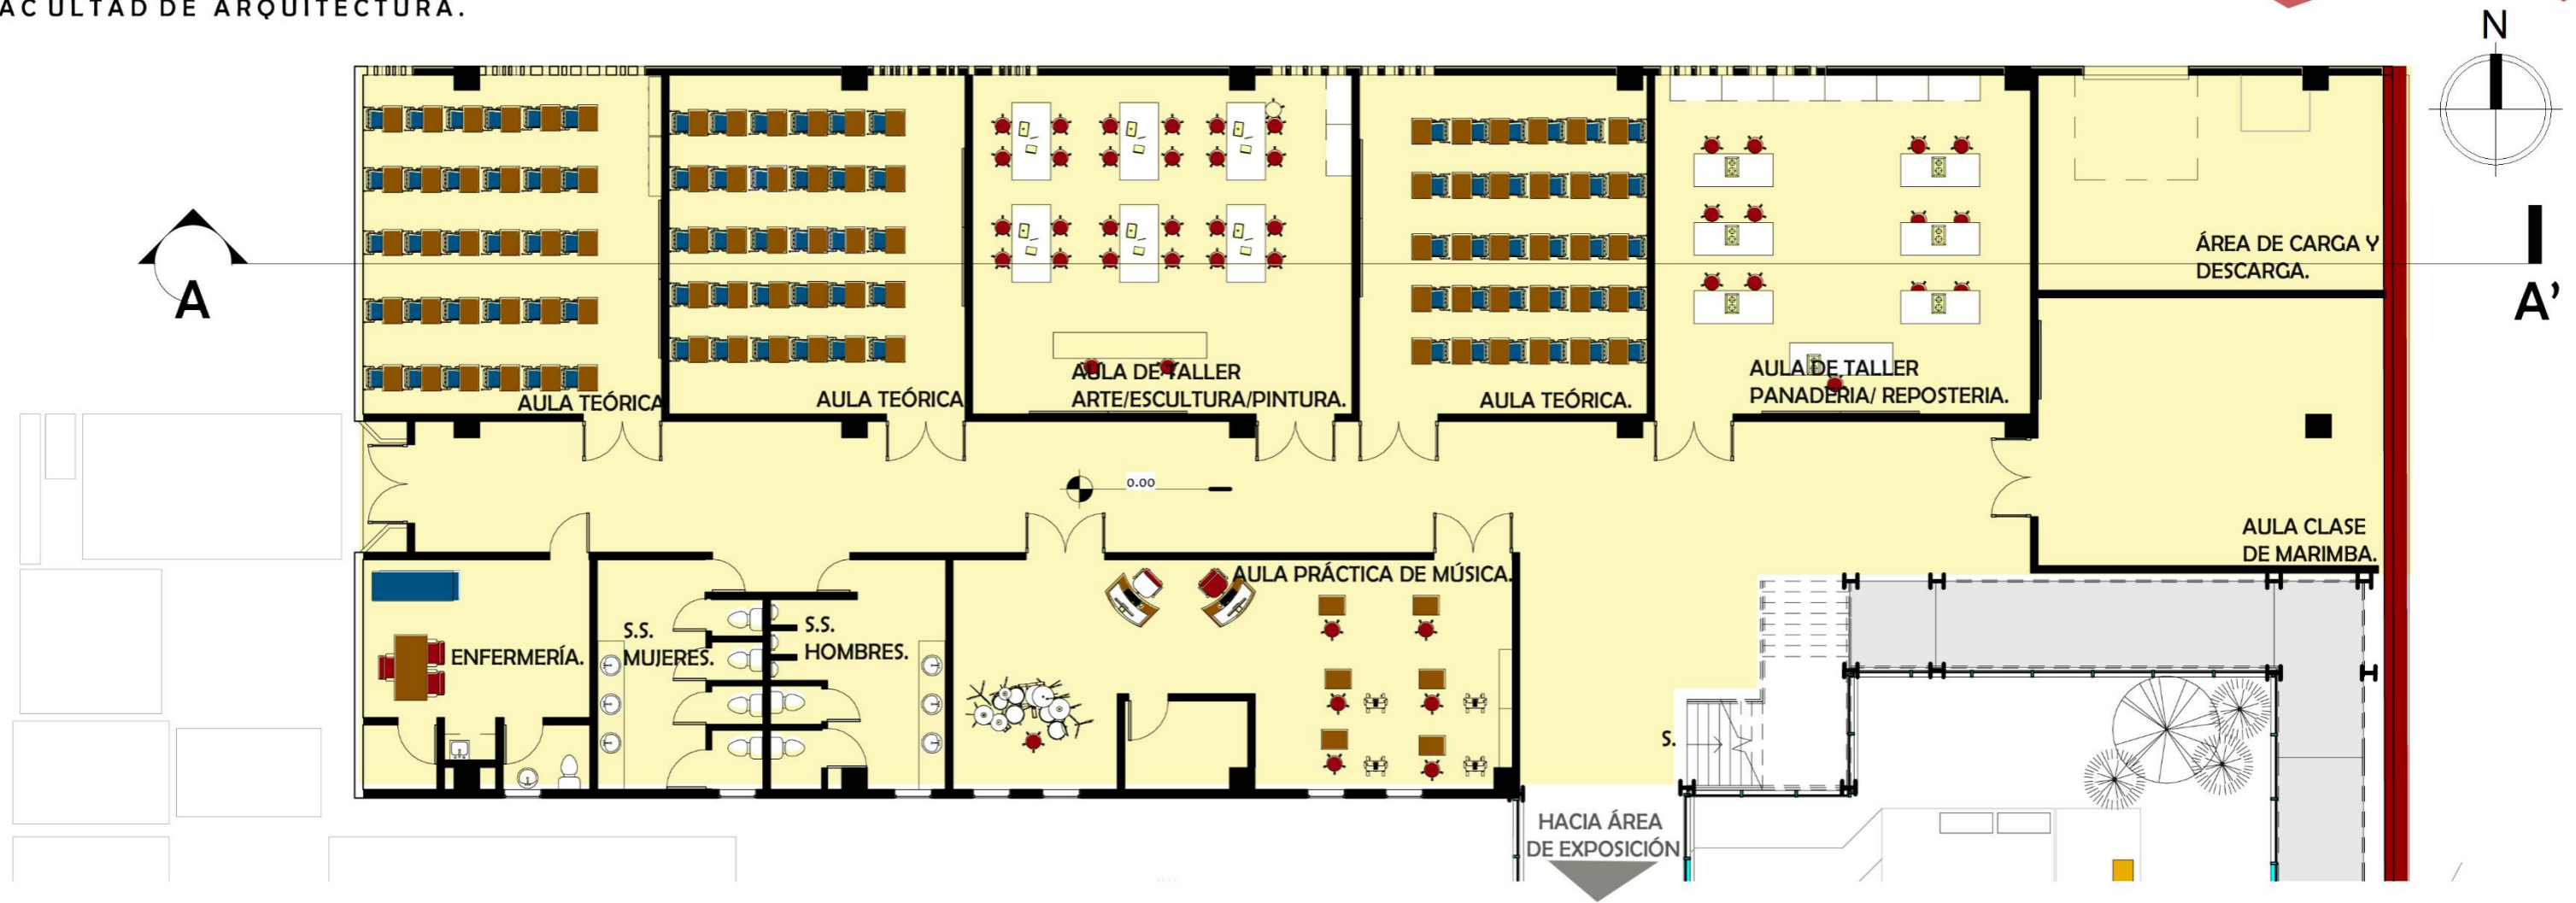 ACULTAD DE ARQUITECTURA.
N
ÁREA DE CARGA Y
DESCARGA.
A
A’
AULA TEÓRICA
AULA TEÓRICA
AULA DE TALLER
ARTE/ESCULTURA/PINTURA.
AULA TEÓRICA.
AULA DE TALLER
PANADERIA/ REPOSTERIA.
0.00
AULA CLASE
DE MARIMBA.
AULA PRÁCTICA DE MÚSICA.
ENFERMERÍA.
S.S.
MUJERES.
S.S.
HOMBRES.
S.
HACIA ÁREA
DE EXPOSICIÓN